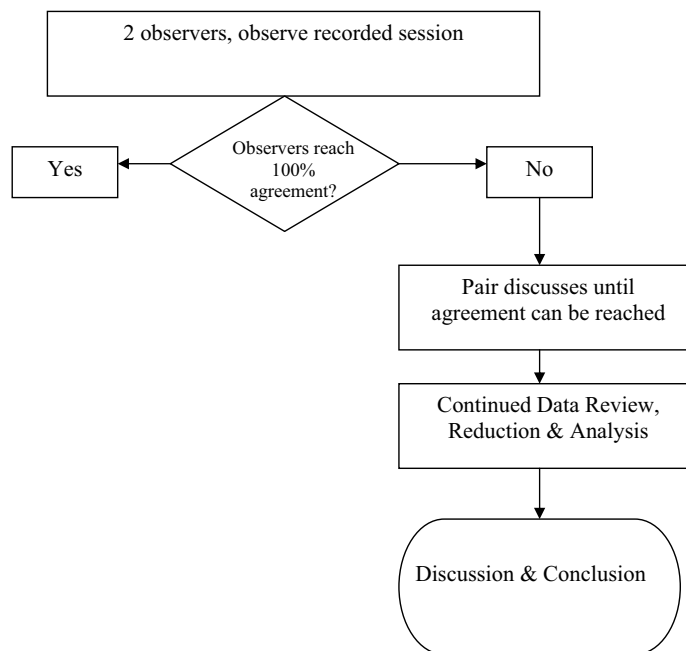 2 observers, observe recorded session
Observers reach
100%
agreement?
Yes
No
Pair discusses until
agreement can be reached
Continued Data Review,
Reduction & Analysis
Discussion & Conclusion